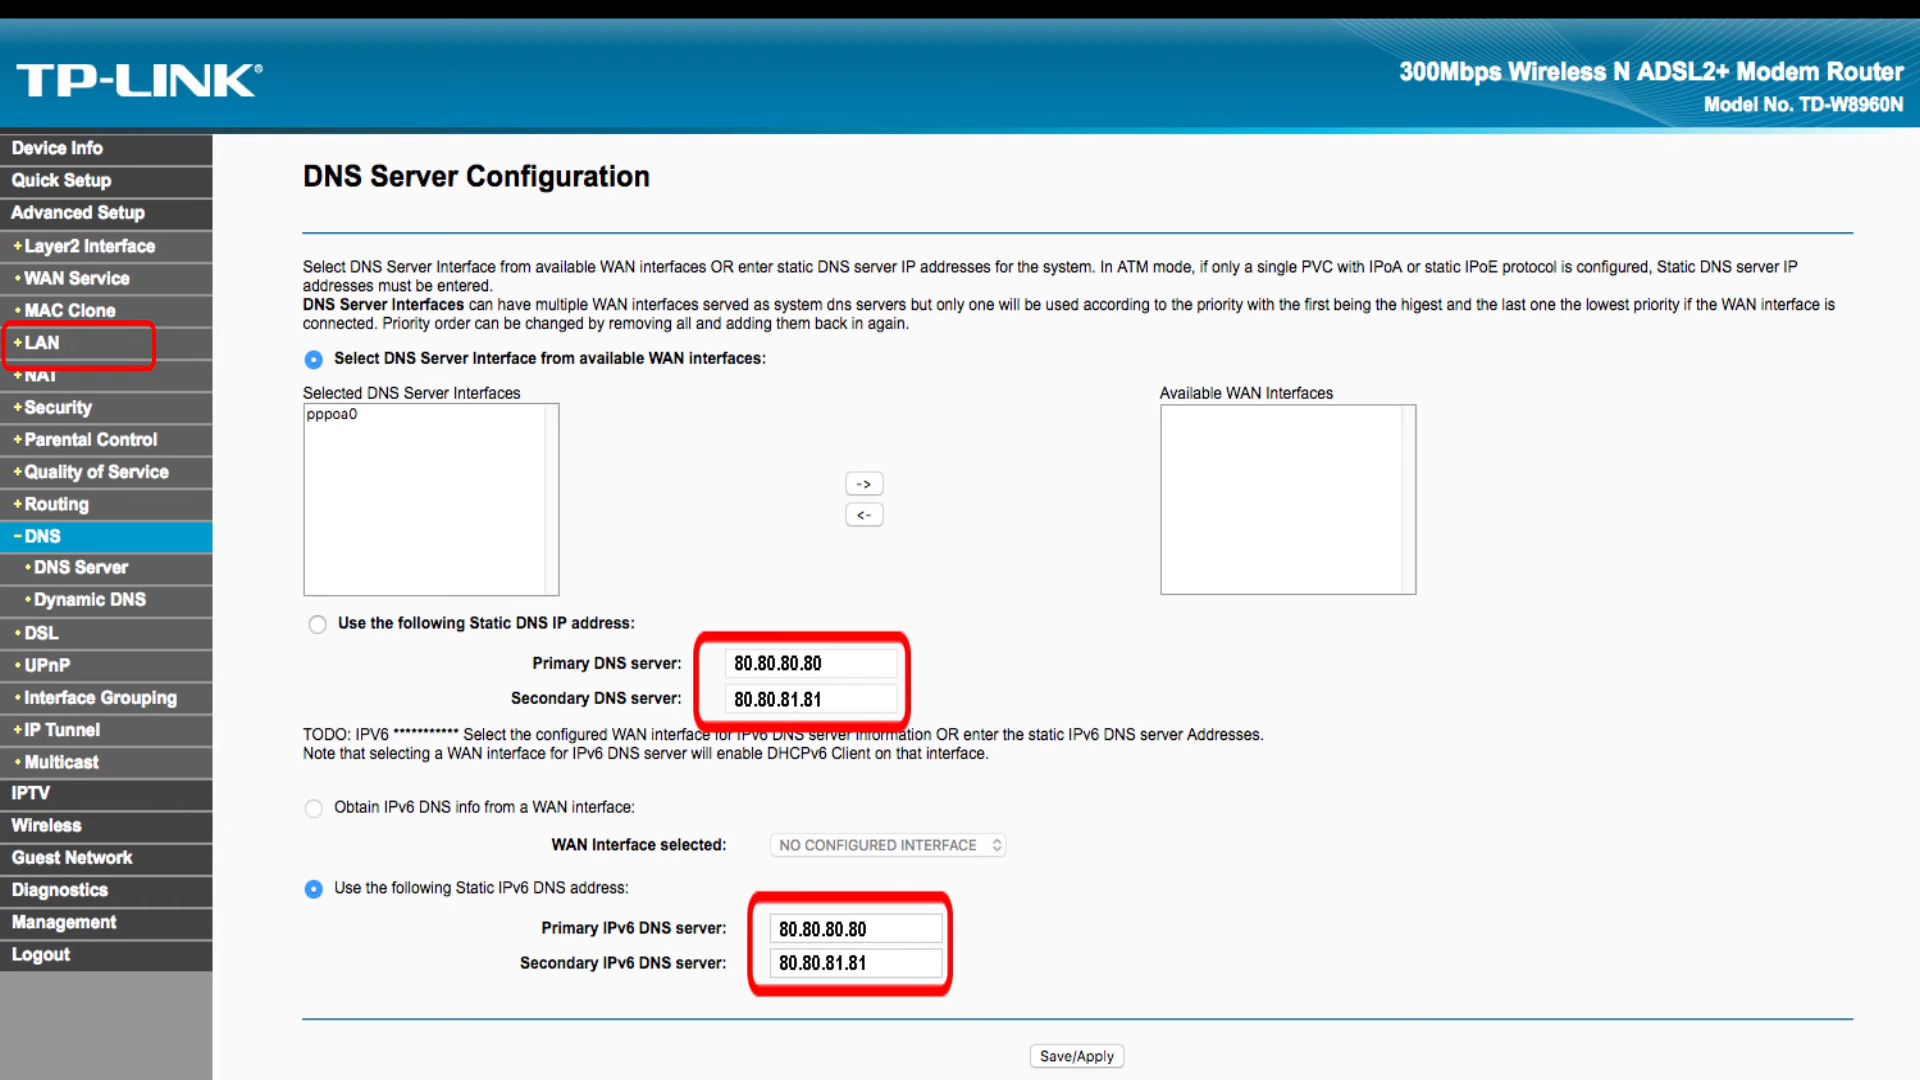 TP-LINK®
300Mbps Wireless N ADSL2+ Modem Router
Model No. TD-W8960N
Device Info
Quick Setup
Advanced Setup
+Layer2 Interface
•WAN Service
•MAC Clone
+LAN
+NAT
+Security
+Parental Control
+Quality of Service
+Routing
-DNS
•DNS Server
•Dynamic DNS
•DSL
•UPnP
•Interface Grouping
+IP Tunnel
•Multicast
IPTV
Wireless
Guest Network
Diagnostics
Management
Logout
DNS Server Configuration
Select DNS Server Interface from available WAN interfaces OR enter static DNS server IP addresses for the system. In ATM mode, if only a single PVC with IPoA or static IPoE protocol is configured, Static DNS server IP
addresses must be entered.
DNS Server Interfaces can have multiple WAN interfaces served as system dns servers but only one will be used according to the priority with the first being the higest and the last one the lowest priority if the WAN interface is
connected. Priority order can be changed by removing all and adding them back in again.
Select DNS Server Interface from available WAN interfaces:
Selected DNS Server Interfaces
Available WAN Interfaces
pppoa0
->
<-
Use the following Static DNS IP address:
Primary DNS server: 80.80.80.80
Secondary DNS server: 80.80.81.81
TODO: IPV6 *********** Select the configured WAN interface for IPv6 DNS server information OR enter the static IPv6 DNS server Addresses.
Note that selecting a WAN interface for IPv6 DNS server will enable DHCPv6 Client on that interface.
Obtain IPv6 DNS info from a WAN interface:
WAN Interface selected: NO CONFIGURED INTERFACE
Use the following Static IPv6 DNS address:
Primary IPv6 DNS server: 80.80.80.80
Secondary IPv6 DNS server: 80.80.81.81
Save/Apply